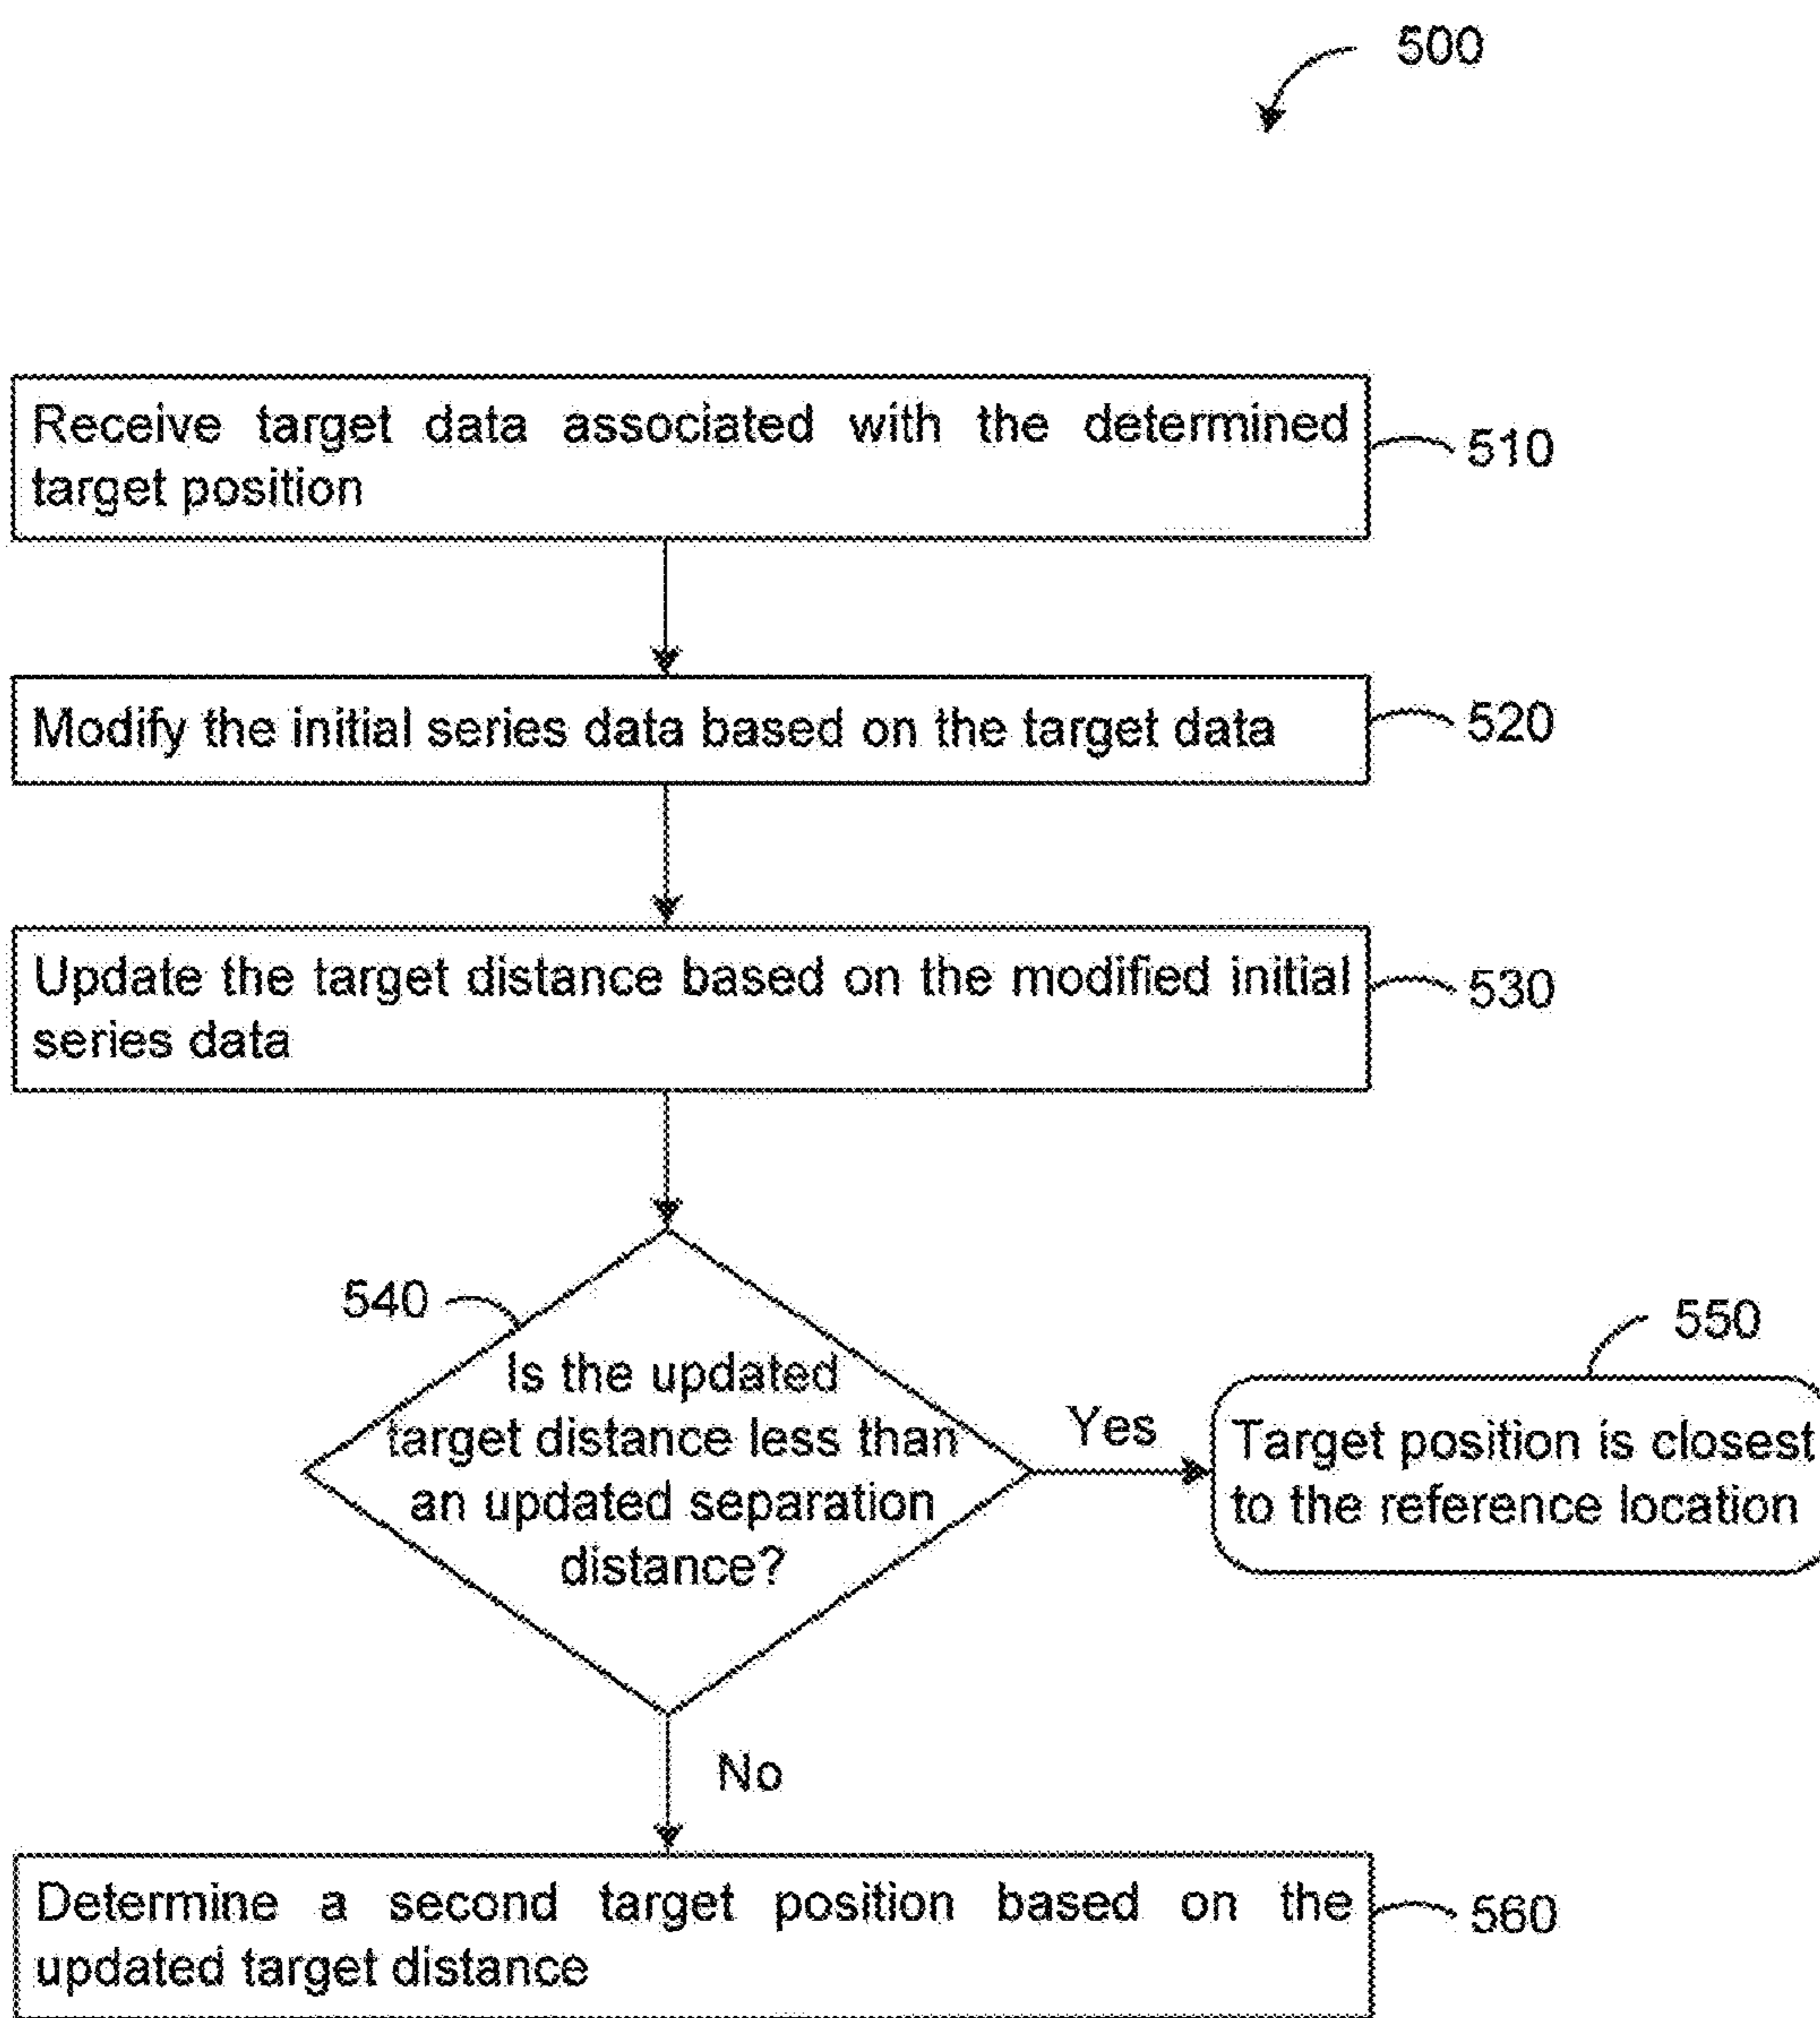 500
Receive target data associated with the determined
target position
510
Modify the initial series data based on the target data
520
Update the target distance based on the modified initial
series data
530
540
Is the updated
target distance less than
an updated separation
distance?
Yes
550
Target position is closest
to the reference location
No
Determine a second target position based on the
updated target distance
560